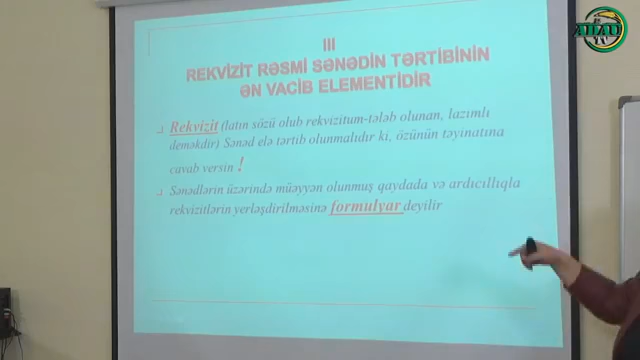 ADAU
TV
III
REKVİZİT RƏSMİ SƏNƏDİN TƏRTİBİNİN
ƏN VACİB ELEMENTİDİR
Rekvizit (latın sözü olub rekvizitum-tələb olunan, lazımlı
deməkdir) Sənəd elə tərtib olunmalıdır ki, özünün təyinatına
cavab versin !
Sənədlərin üzərində müəyyən olunmuş qaydada və ardıcıllıqla
rekvizitlərin yerləşdirilməsinə formulyar deyilir